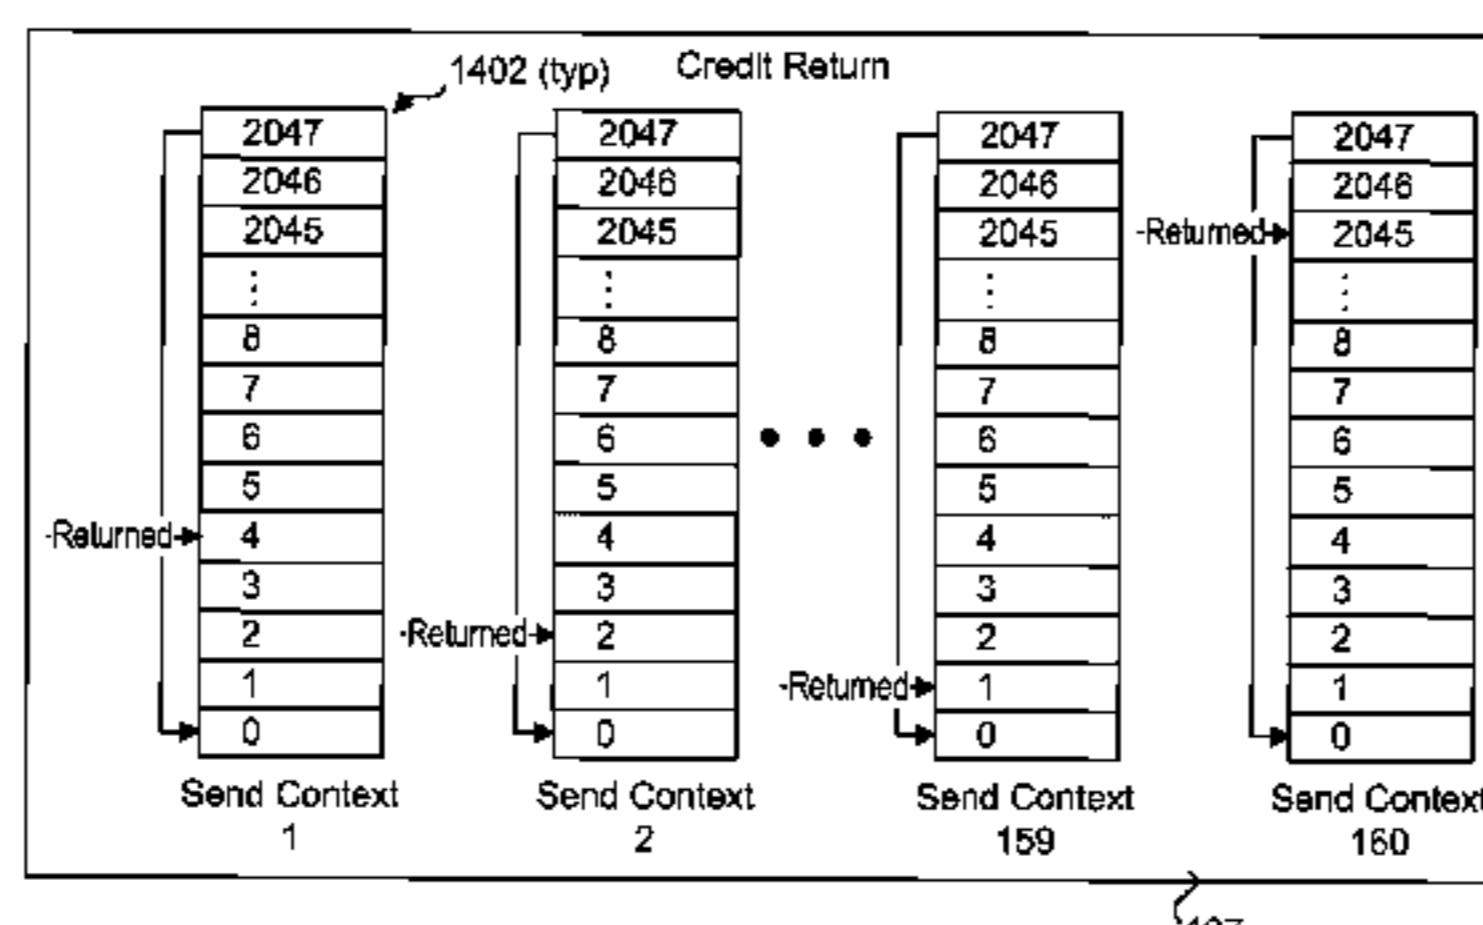 1402 (typ) Credit Return
2047 2047 2047 2047
2046 2046 2046 2046
2045 2045 2045 -Returned 2045
⋮ ⋮ ⋮ ⋮
8 8 8 8
7 7 7 7
6 6 6 6
5 5 5 5
-Returned 4 4 4 4
3 3 3 3
2 -Returned 2 2 2
1 1 -Returned 1 1
0 0 0 0
Send Context Send Context Send Context Send Context
1 2 159 160